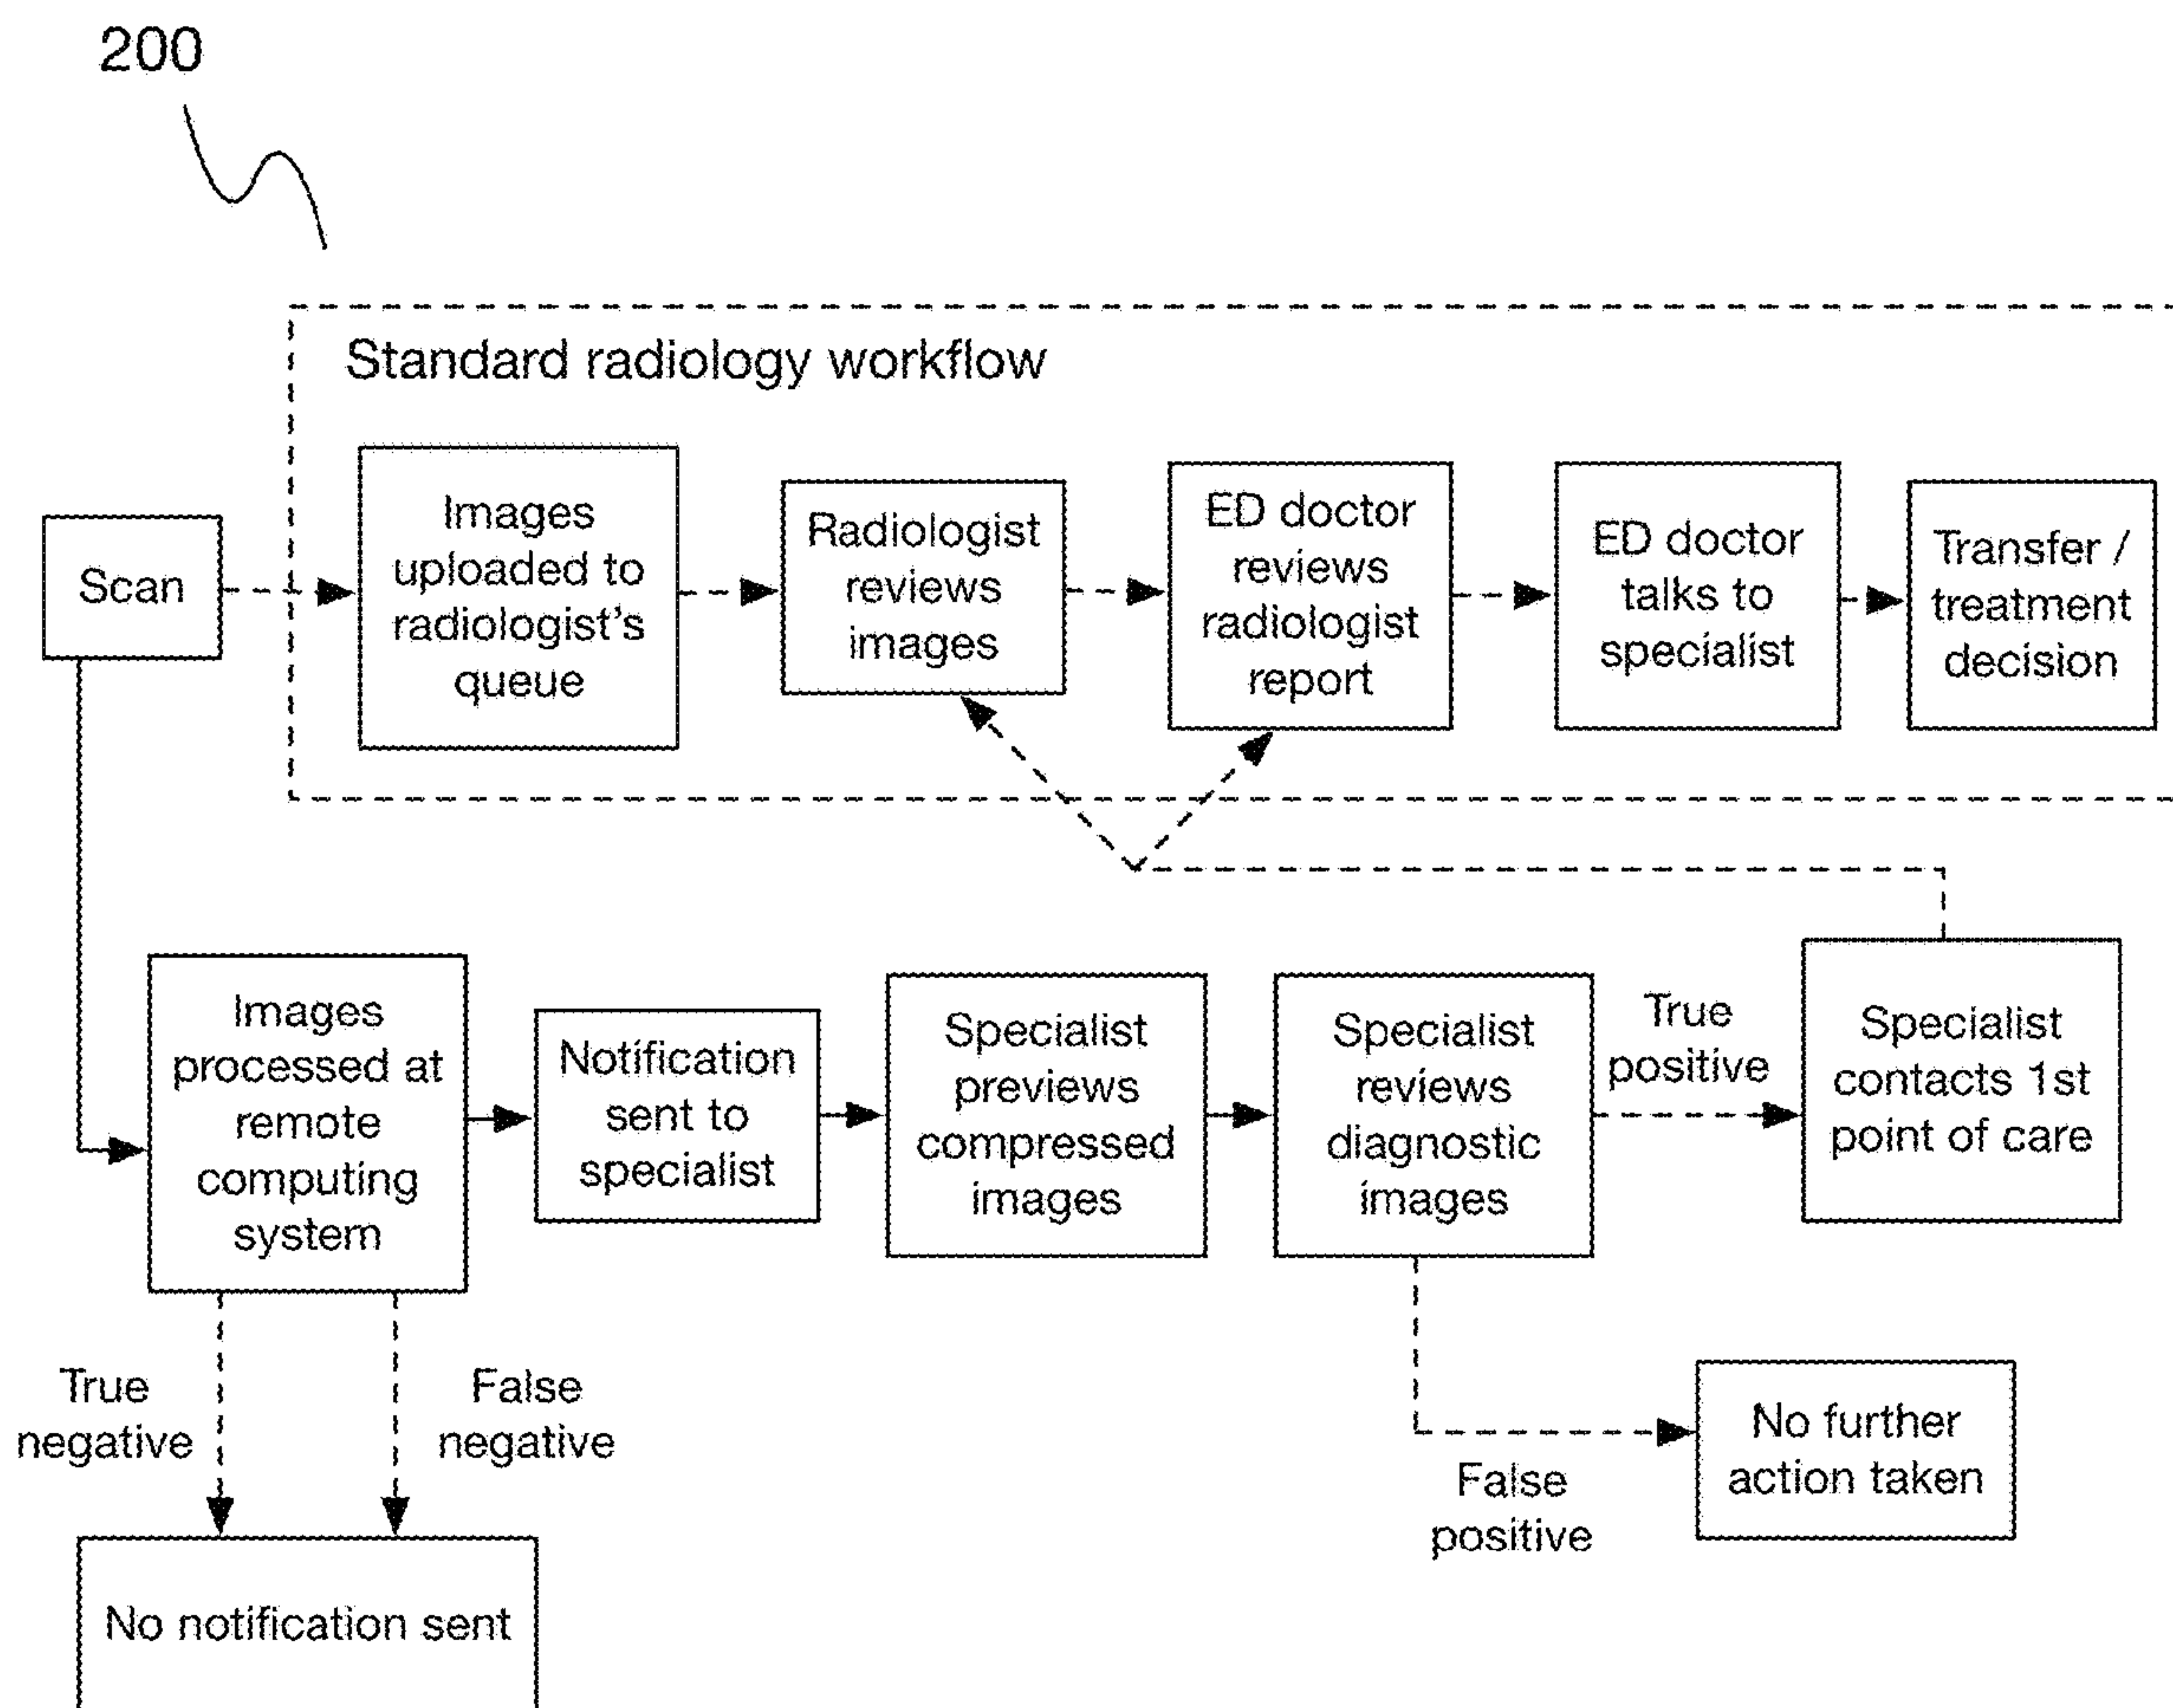 200
Standard radiology workflow
Scan
Images
uploaded to
radiologist's
queue
Radiologist
reviews
images
ED doctor
reviews
radiologist
report
ED doctor
talks to
specialist
Transfer /
treatment
decision
Images
processed at
remote
computing
system
Notification
sent to
specialist
Specialist
previews
compressed
images
Specialist
reviews
diagnostic
images
True
positive
Specialist
contacts 1st
point of care
True
negative
False
negative
False
positive
No further
action taken
No notification sent